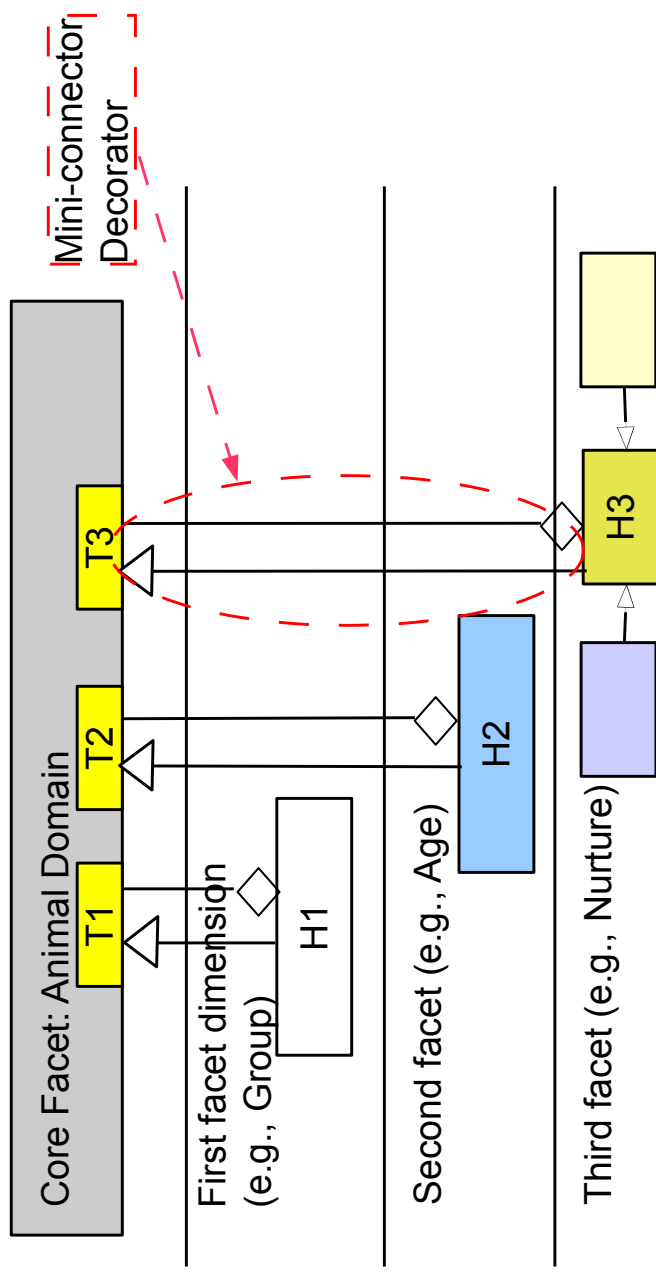 Core Facet: Animal Domain
T1
T2
T3
Mini-connector
Decorator
First facet dimension
(e.g., Group)
H1
Second facet (e.g., Age)
H2
Third facet (e.g., Nurture)
H3